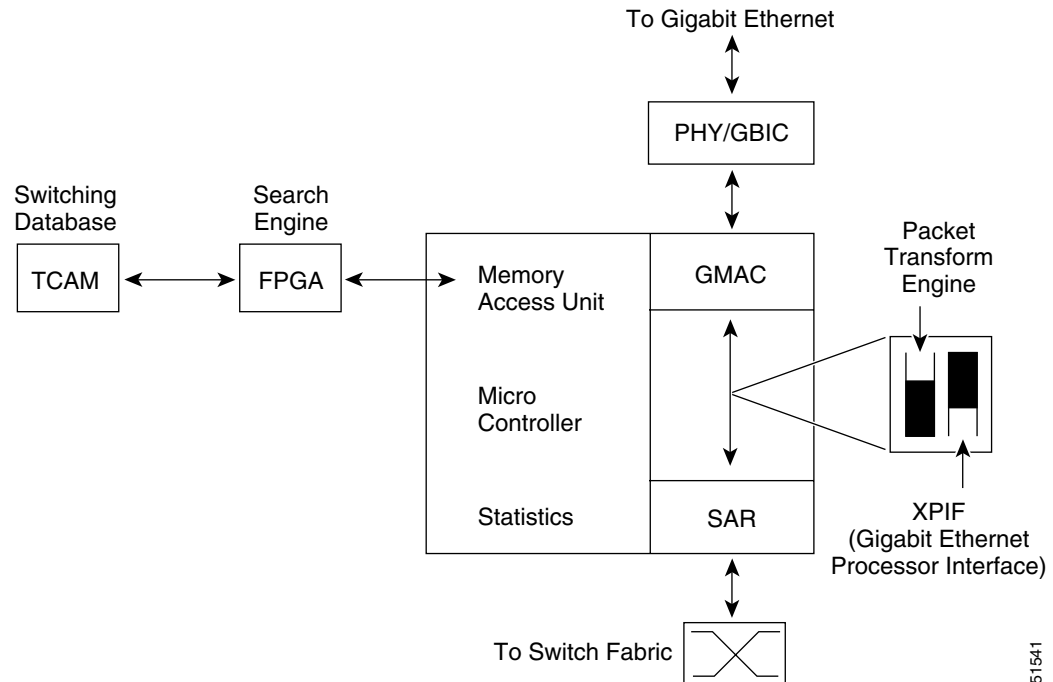 To Gigabit Ethernet
PHY/GBIC
Switching
Database
Search
Engine
Packet
Transform
Engine
TCAM
FPGA
Memory
Access Unit
GMAC
Micro
Controller
Statistics
SAR
XPIF
(Gigabit Ethernet
Processor Interface)
To Switch Fabric
51541